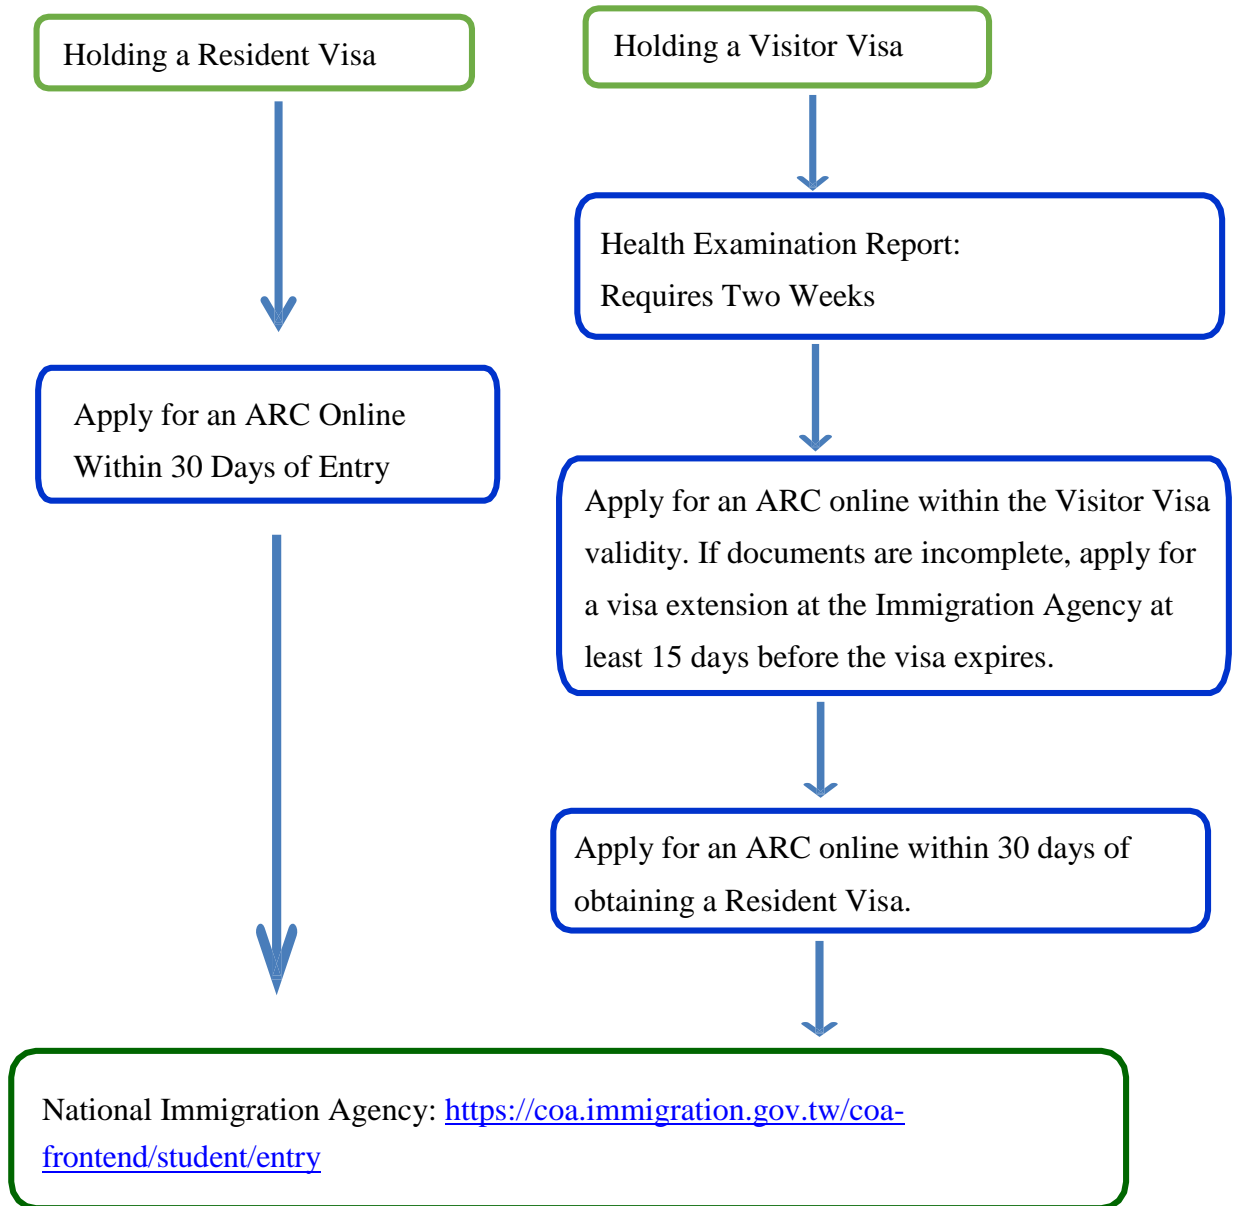 Holding a Resident Visa
Holding a Visitor Visa
Health Examination Report:
Requires Two Weeks
Apply for an ARC Online
Within 30 Days of Entry
Apply for an ARC online within the Visitor Visa
validity. If documents are incomplete, apply for
a visa extension at the Immigration Agency at
least 15 days before the visa expires.
Apply for an ARC online within 30 days of
obtaining a Resident Visa.
National Immigration Agency: https://coa.immigration.gov.tw/coa-
frontend/student/entry